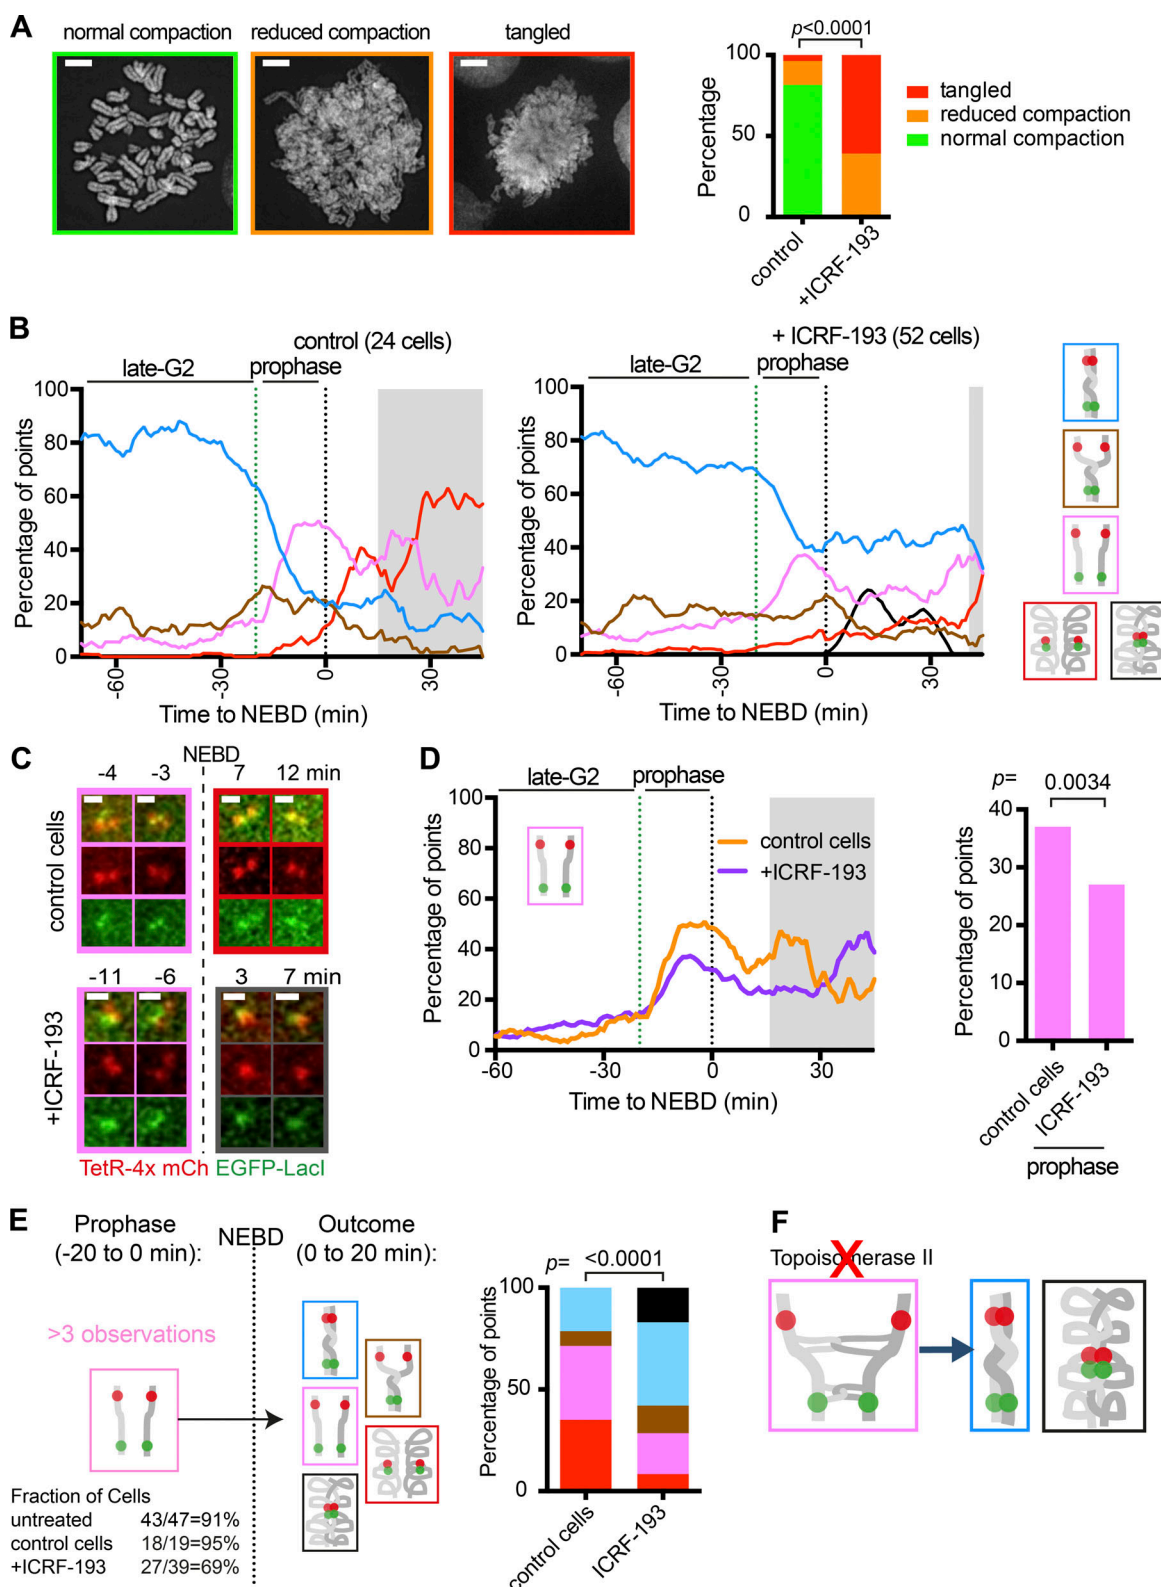 A
normal compaction
reduced compaction
tangled
p<0.0001
Percentage
100
50
0
control
+ICRF-193
tangled
reduced compaction
normal compaction
B
control (24 cells)
late-G2
prophase
Percentage of points
100
80
60
40
20
0
-60
-30
0
30
Time to NEBD (min)
+ ICRF-193 (52 cells)
late-G2
prophase
Percentage of points
100
80
60
40
20
0
-60
-30
0
30
Time to NEBD (min)
C
NEBD
-4
-3
7
12 min
control cells
-11
-6
3
7 min
+ICRF-193
TetR-4x mCh
EGFP-LacI
D
late-G2
prophase
Percentage of points
100
80
60
40
20
0
-60
-30
0
30
Time to NEBD (min)
control cells
+ICRF-193
p=
0.0034
Percentage of points
40
30
20
10
0
control cells
ICRF-193
prophase
E
Prophase
(-20 to 0 min):
NEBD
Outcome
(0 to 20 min):
>3 observations
Fraction of Cells
untreated 43/47=91%
control cells 18/19=95%
+ICRF-193 27/39=69%
p=
<0.0001
Percentage of points
100
50
0
control cells
ICRF-193
F
Topoisomerase II
X